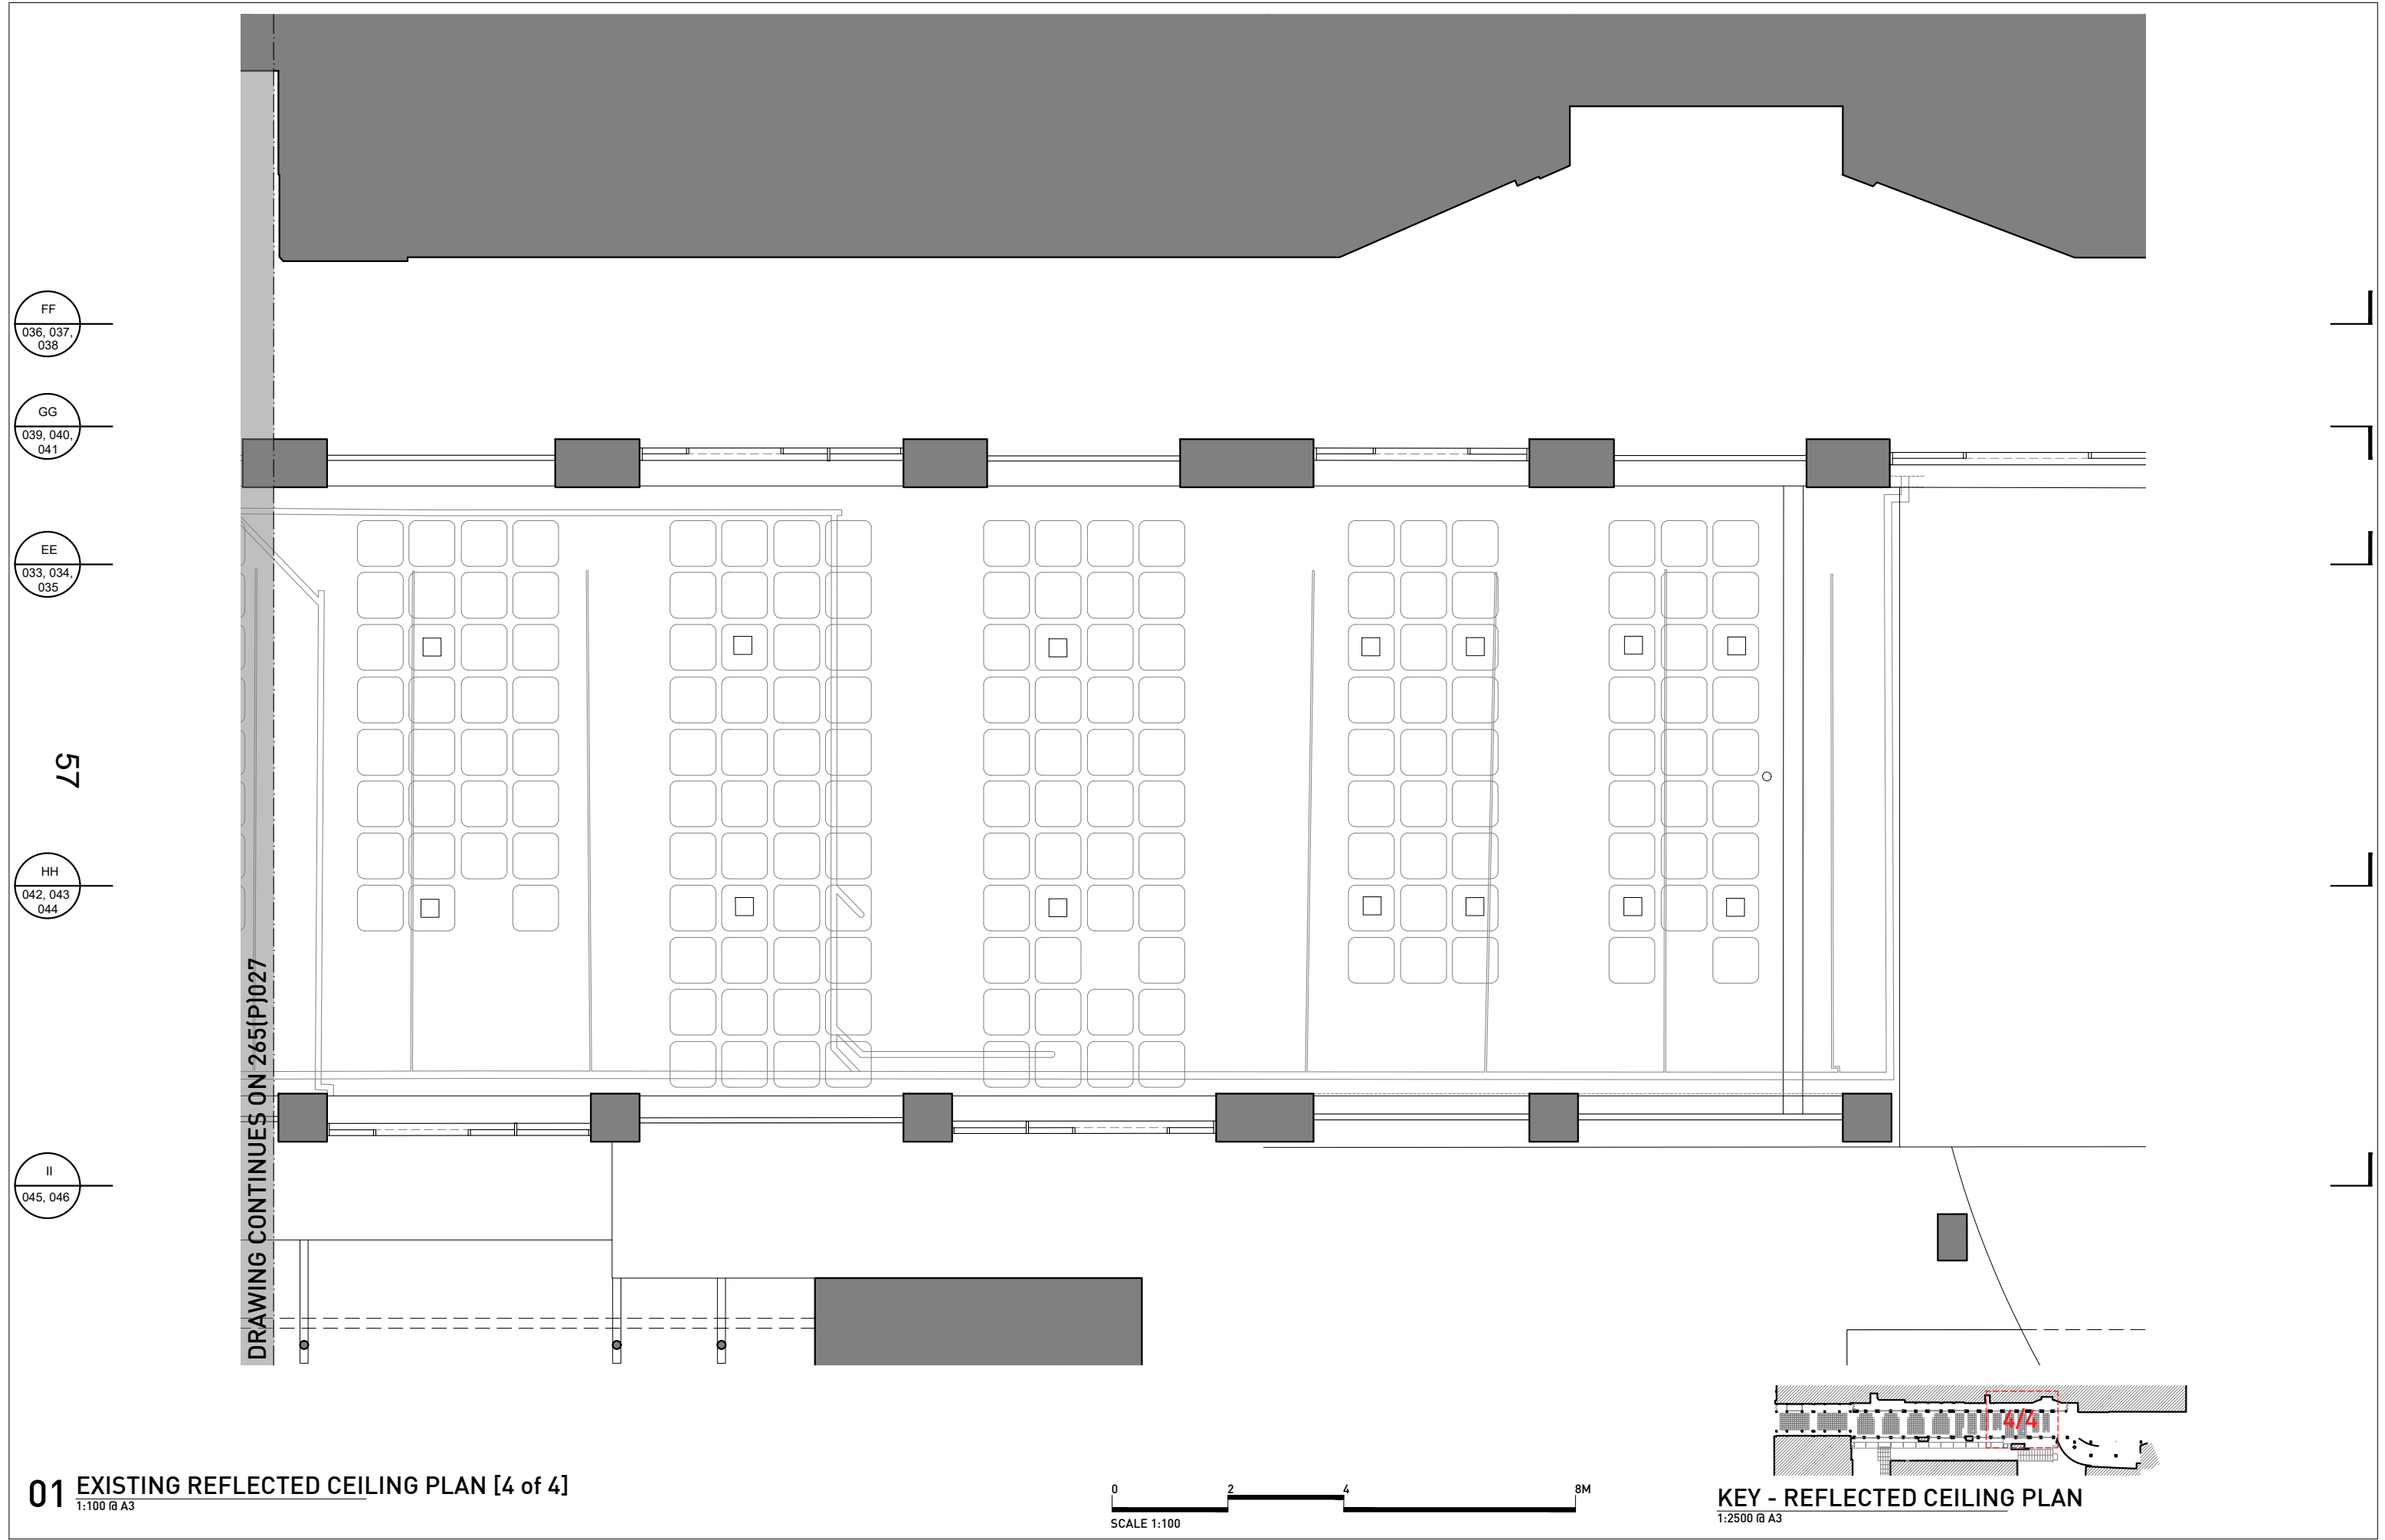 FF
036, 037,
038
GG
039, 040,
041
EE
033, 034,
035
57
HH
042, 043
044
II
045, 046
DRAWING CONTINUES ON 265(P)027
4/4
01 EXISTING REFLECTED CEILING PLAN [4 of 4]
1:100 @ A3
0 2 4 8M
SCALE 1:100
KEY - REFLECTED CEILING PLAN
1:2500 @ A3